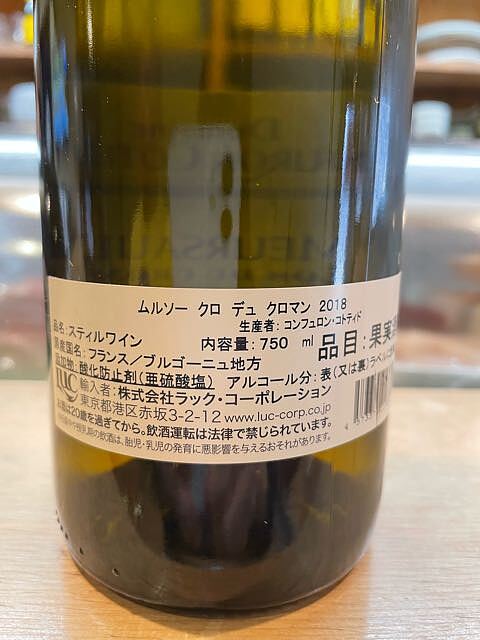 ムルソー クロ デュ クロマン 2018
生産者：コンフュロン・コトティド
品名：スティルワイン
内容量：750 ml
品目：果実
原産国名：フランス／ブルゴーニュ地方
添加物：酸化防止剤（亜硫酸塩）
アルコール分：表（又は裏）ラベルに
LUC
輸入者：株式会社ラック・コーポレーション
東京都港区赤坂3-2-12 www.luc-corp.co.jp
お酒は20歳を過ぎてから。飲酒運転は法律で禁じられています。
妊娠中や授乳期の飲酒は、胎児・乳児の発育に悪影響を与えるおそれがあります。